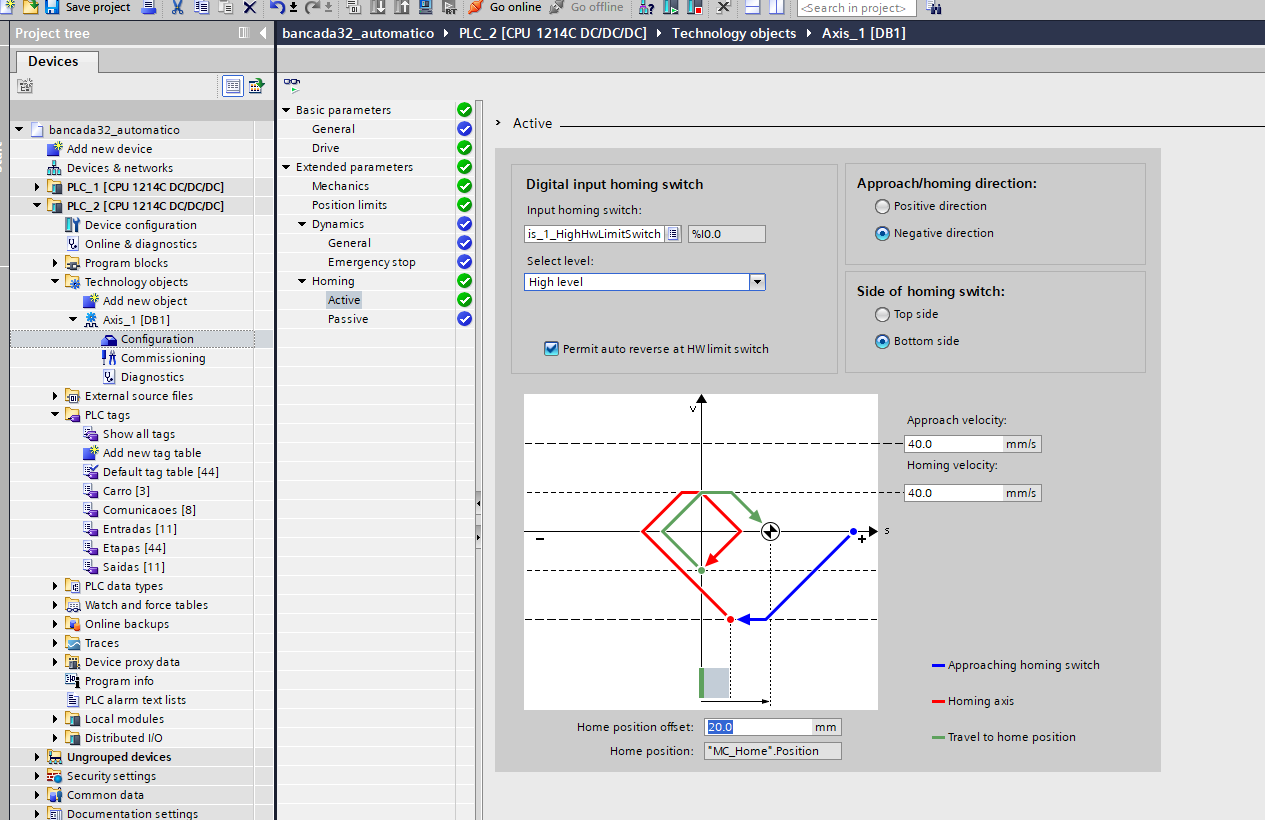 Save project
Go online
Go offline
<Search in project>
Project tree
bancada32_automatico
PLC_2 [CPU 1214C DC/DC/DC]
Technology objects
Axis_1 [DB1]
Devices
bancada32_automatico
Add new device
Devices & networks
PLC_1 [CPU 1214C DC/DC/DC]
PLC_2 [CPU 1214C DC/DC/DC]
Device configuration
Online & diagnostics
Program blocks
Technology objects
Add new object
Axis_1 [DB1]
Configuration
Commissioning
Diagnostics
External source files
PLC tags
Show all tags
Add new tag table
Default tag table [44]
Carro [3]
Comunicaoes [8]
Entradas [11]
Etapas [44]
Saidas [11]
PLC data types
Watch and force tables
Online backups
Traces
Device proxy data
Program info
PLC alarm text lists
Local modules
Distributed I/O
Ungrouped devices
Security settings
Common data
Documentation settings
Basic parameters
General
Drive
Extended parameters
Mechanics
Position limits
Dynamics
General
Emergency stop
Homing
Active
Passive
Active
Digital input homing switch
Input homing switch:
is_1_HighHwLimitSwitch
%I0.0
Select level:
High level
Permit auto reverse at HW limit switch
Approach/homing direction:
Positive direction
Negative direction
Side of homing switch:
Top side
Bottom side
v
s
−
+
Approach velocity:
40.0 mm/s
Homing velocity:
40.0 mm/s
Approaching homing switch
Homing axis
Travel to home position
Home position offset: 20.0 mm
Home position: "MC_Home".Position